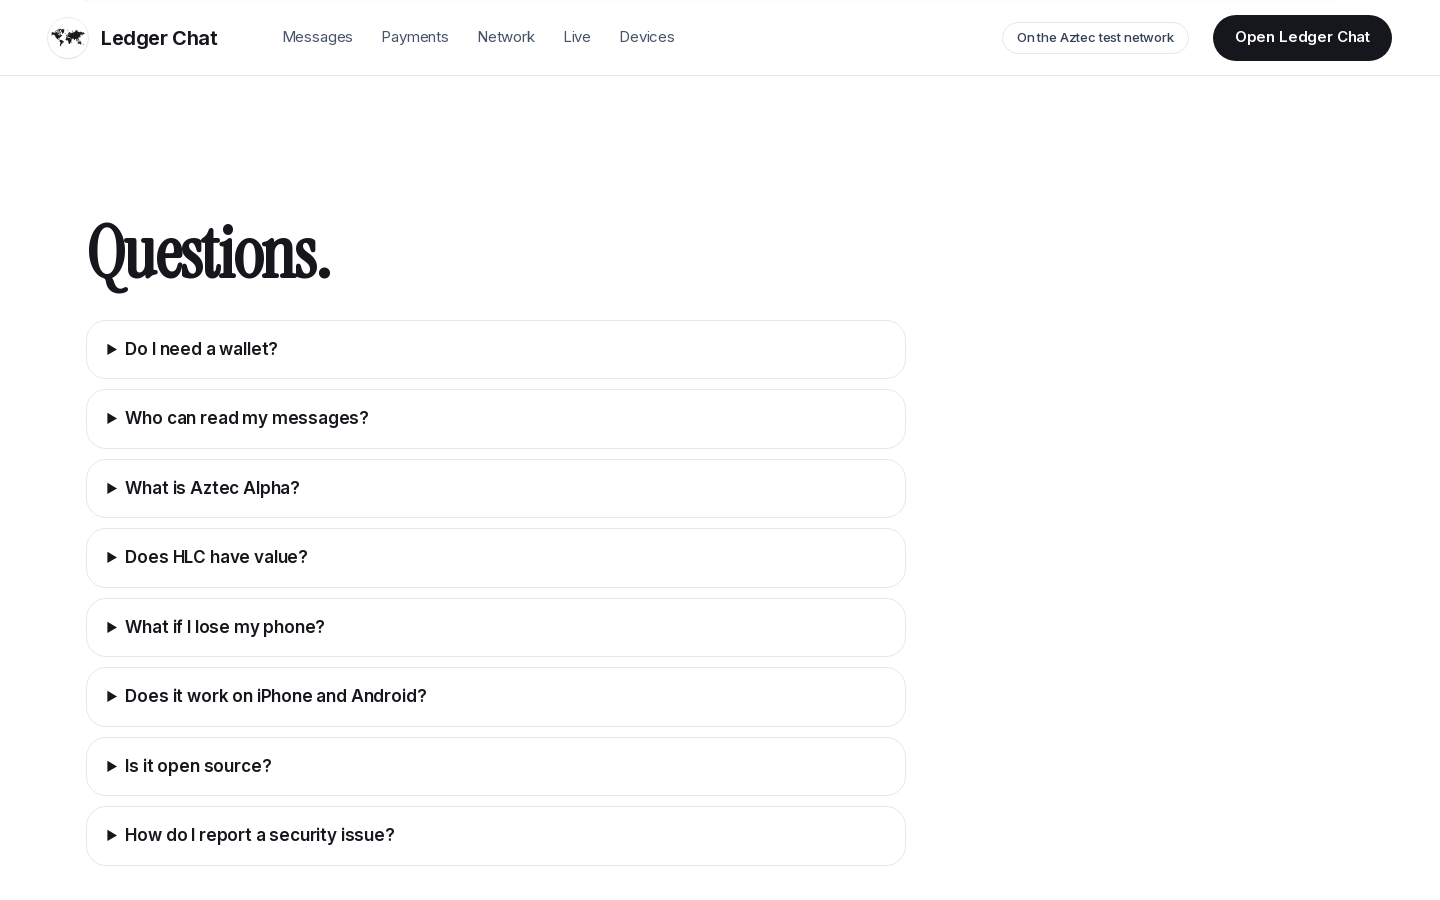 Ledger Chat
Messages
Payments
Network
Live
Devices
On the Aztec test network
Open Ledger Chat
Questions.
Do I need a wallet?
Who can read my messages?
What is Aztec Alpha?
Does HLC have value?
What if I lose my phone?
Does it work on iPhone and Android?
Is it open source?
How do I report a security issue?